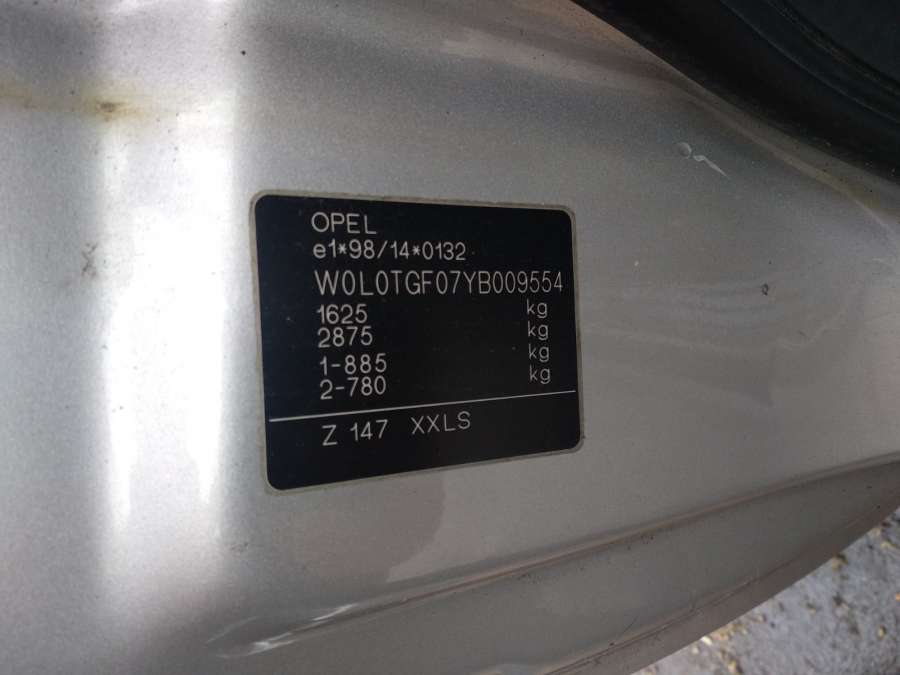 OPEL
e1*98/14*0132
W0L0TGF07YB009554
1625 kg
2875 kg
1-885 kg
2-780 kg
Z 147 XXLS